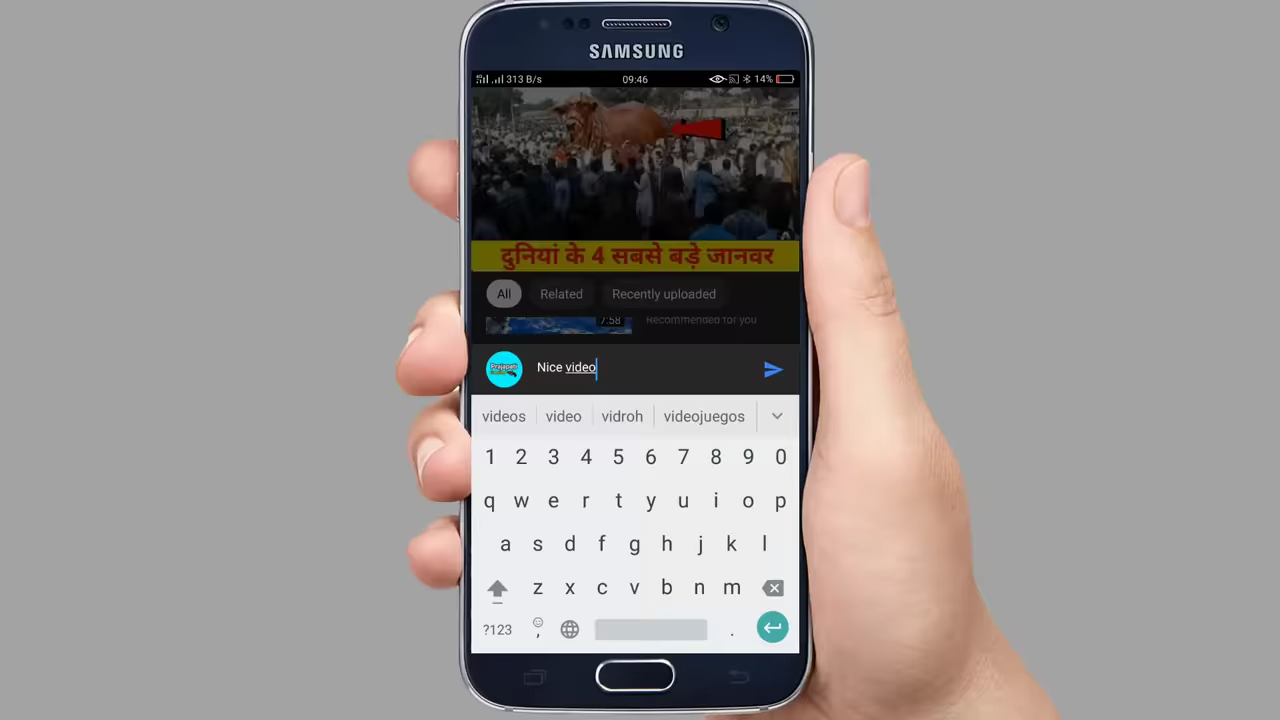 SAMSUNG
313 B/s 09:46 14%
दुनियां के 4 सबसे बड़े जानवर
All Related Recently uploaded
7:58 Recommended for you
Prajapati
Nice video
videos video vidroh videojuegos
1 2 3 4 5 6 7 8 9 0
q w e r t y u i o p
a s d f g h j k l
z x c v b n m
?123 , .